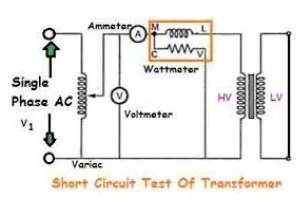 Ammeter
M
L
A
C
V
Wattmeter
Single
Phase AC
V1
V
Voltmeter
HV
LV
Variac
Short Circuit Test Of Transformer